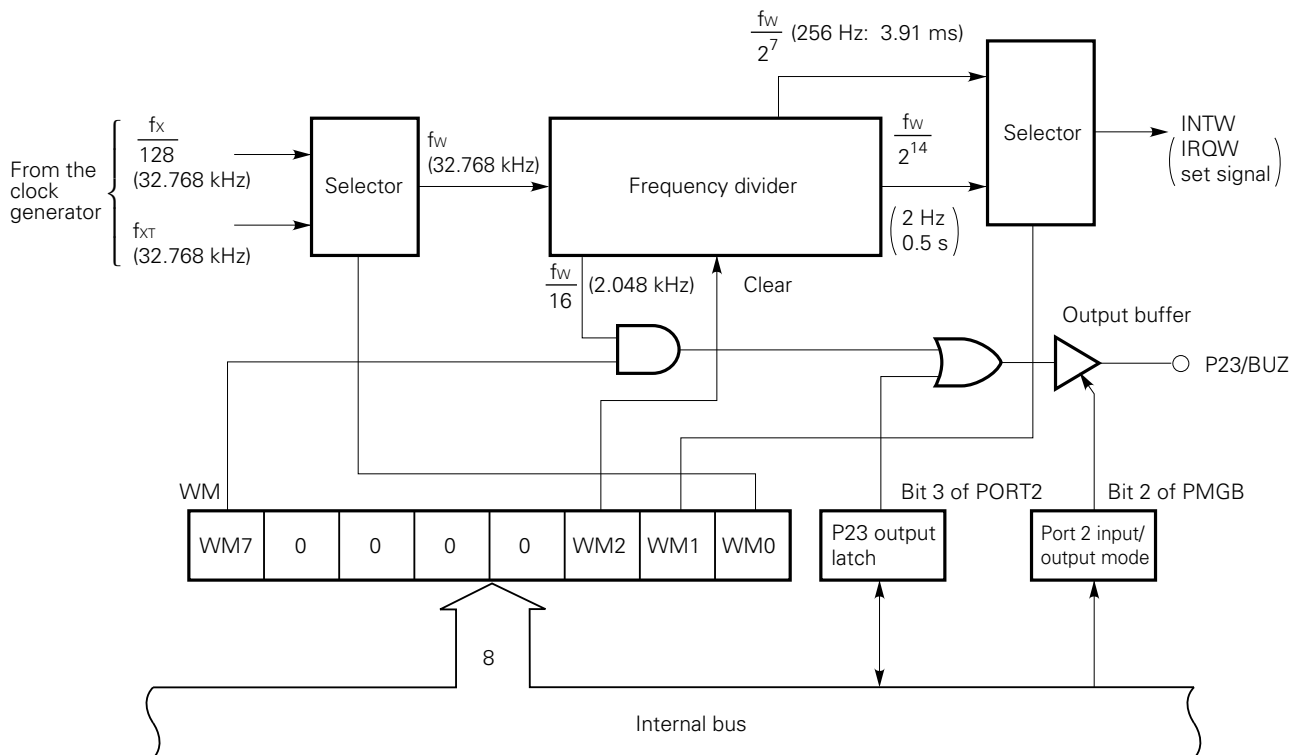 fW
2^7 (256 Hz: 3.91 ms)
From the
clock
generator
fX
128
(32.768 kHz)
fXT
(32.768 kHz)
Selector
fW
(32.768 kHz)
Frequency divider
fW
2^14
(2 Hz
0.5 s)
Selector
INTW
(IRQW
set signal)
fW
16
(2.048 kHz)
Clear
Output buffer
P23/BUZ
WM
WM7
0
0
0
0
WM2
WM1
WM0
Bit 3 of PORT2
P23 output
latch
Bit 2 of PMGB
Port 2 input/
output mode
8
Internal bus